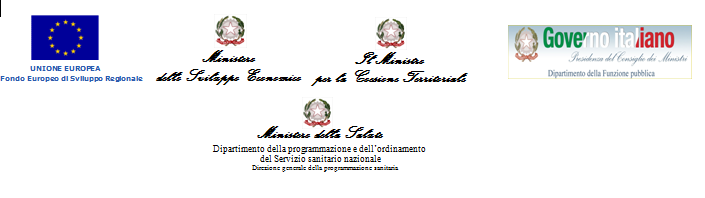 UNIONE EUROPEA
Fondo Europeo di Sviluppo Regionale
Ministero
dello Sviluppo Economico
Il Ministro
per la Coesione Territoriale
Governo italiano
Presidenza del Consiglio dei Ministri
Dipartimento della Funzione pubblica
Ministero della Salute
Dipartimento della programmazione e dell'ordinamento
del Servizio sanitario nazionale
Direzione generale della programmazione sanitaria